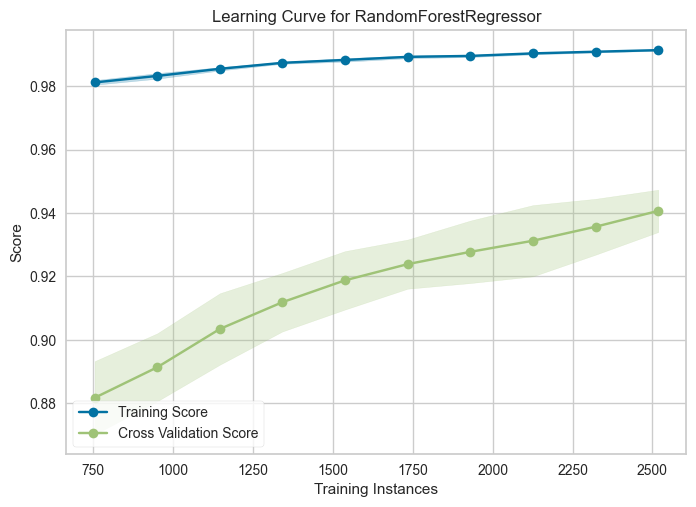 Learning Curve for RandomForestRegressor
Score
0.98
0.96
0.94
0.92
0.90
0.88
Training Score
Cross Validation Score
750 1000 1250 1500 1750 2000 2250 2500
Training Instances